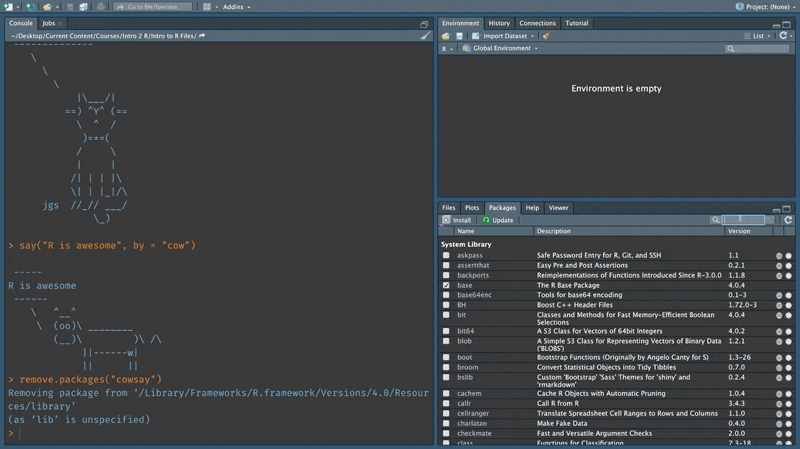 Go to file/function
Addins
Project: (None)
Console Jobs
~/Desktop/Current Content/Courses/Intro 2 R/Intro to R Files/
--------------
    \
      \
        \
            |\___/|
          ==) ^Y^ (==
            \  ^  /
             )=*=(
            /     \
            |     |
           /| | | |\
           \| | |_|/\
      jgs  //_// ___/
               \_)
> say("R is awesome", by = "cow")
-----
R is awesome
------
    \   ^__^
     \  (oo)\ ________
        (__)\         )\ /\
             ||------w|
             ||      ||
> remove.packages("cowsay")
Removing package from ‘/Library/Frameworks/R.framework/Versions/4.0/Resou
ces/library’
(as ‘lib’ is unspecified)
>
Environment History Connections Tutorial
Import Dataset List
R Global Environment
Environment is empty
Files Plots Packages Help Viewer
Install Update
Name Description Version
System Library
askpass Safe Password Entry for R, Git, and SSH 1.1
assertthat Easy Pre and Post Assertions 0.2.1
backports Reimplementations of Functions Introduced Since R-3.0.0 1.1.8
base The R Base Package 4.0.4
base64enc Tools for base64 encoding 0.1-3
BH Boost C++ Header Files 1.72.0-3
bit Classes and Methods for Fast Memory-Efficient Boolean 4.0.4
Selections
bit64 A S3 Class for Vectors of 64bit Integers 4.0.2
blob A Simple S3 Class for Representing Vectors of Binary Data 1.2.1
('BLOBS')
boot Bootstrap Functions (Originally by Angelo Canty for S) 1.3-26
broom Convert Statistical Objects into Tidy Tibbles 0.7.0
bslib Custom 'Bootstrap' 'Sass' Themes for 'shiny' and 0.2.4
'rmarkdown'
cachem Cache R Objects with Automatic Pruning 1.0.4
callr Call R from R 3.4.3
cellranger Translate Spreadsheet Cell Ranges to Rows and Columns 1.1.0
charlatan Make Fake Data 0.4.0
checkmate Fast and Versatile Argument Checks 2.0.0
class Functions for Classification 7.3-18